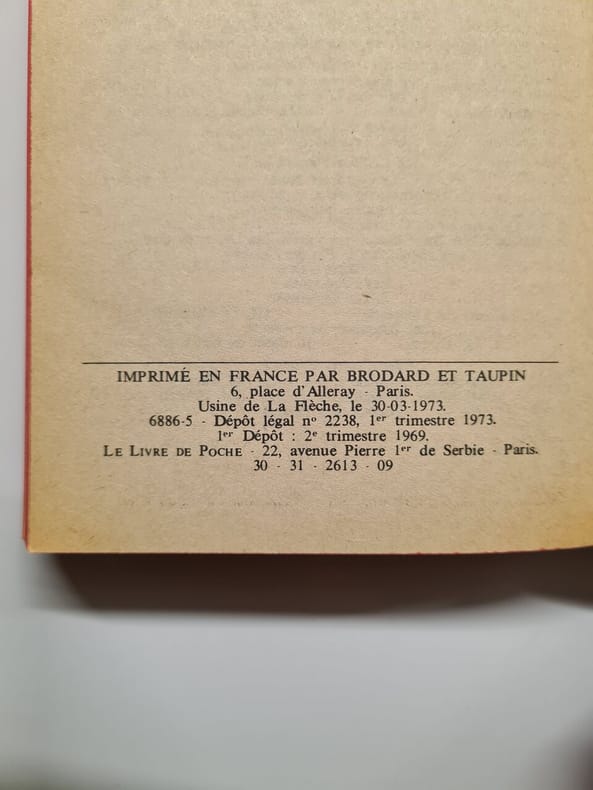 IMPRIMÉ EN FRANCE PAR BRODARD ET TAUPIN
6, place d'Alleray - Paris.
Usine de La Flèche, le 30-03-1973.
6886-5 - Dépôt légal nº 2238, 1er trimestre 1973.
1er Dépôt : 2e trimestre 1969.
LE LIVRE DE POCHE - 22, avenue Pierre 1er de Serbie - Paris.
30 - 31 - 2613 - 09